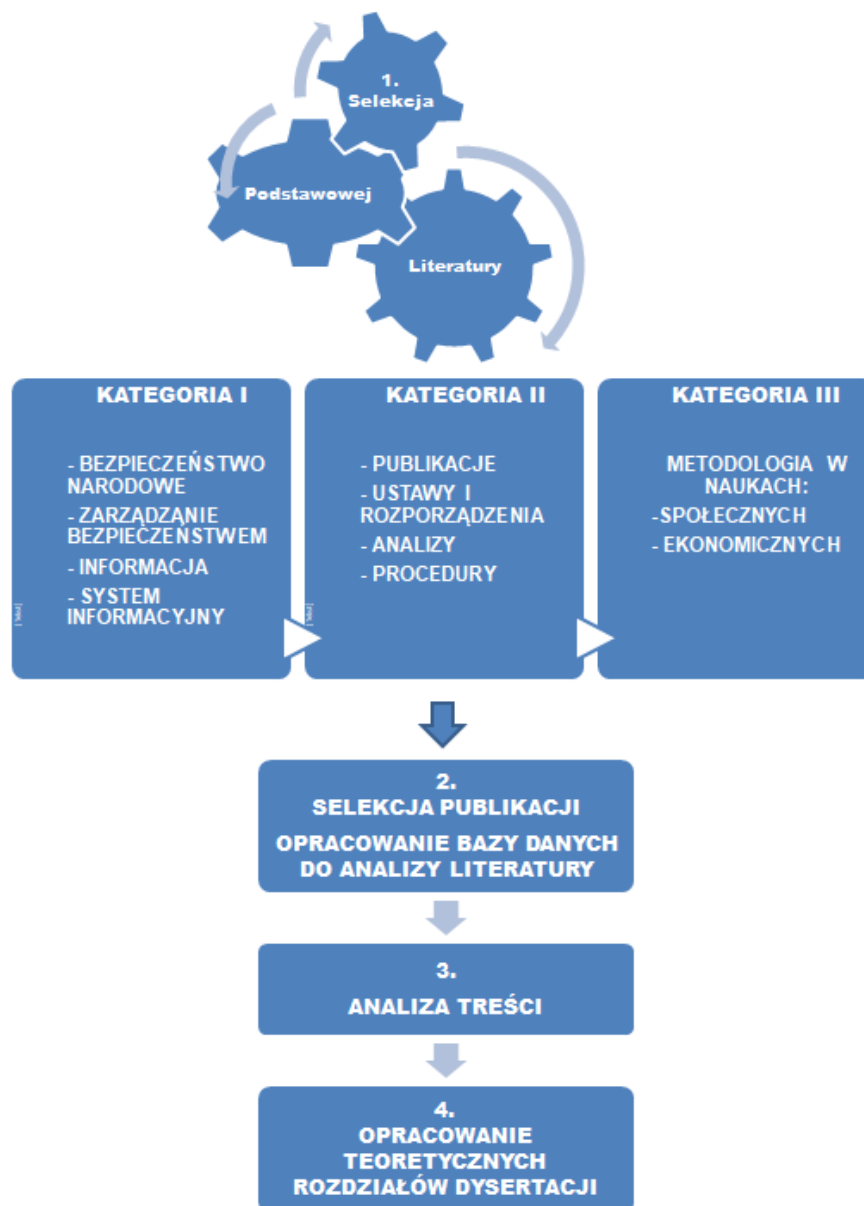 1.
Selekcja
Podstawowej
Literatury
KATEGORIA I
- BEZPIECZEŃSTWO
NARODOWE
- ZARZĄDZANIE
BEZPIECZEŃSTWEM
- INFORMACJA
- SYSTEM
INFORMACYJNY
KATEGORIA II
- PUBLIKACJE
- USTAWY I
ROZPORZĄDZENIA
- ANALIZY
- PROCEDURY
KATEGORIA III
METODOLOGIA W
NAUKACH:
-SPOŁECZNYCH
- EKONOMICZNYCH
2.
SELEKCJA PUBLIKACJI
OPRACOWANIE BAZY DANYCH
DO ANALIZY LITERATURY
3.
ANALIZA TREŚCI
4.
OPRACOWANIE
TEORETYCZNYCH
ROZDZIAŁÓW DYSERTACJI